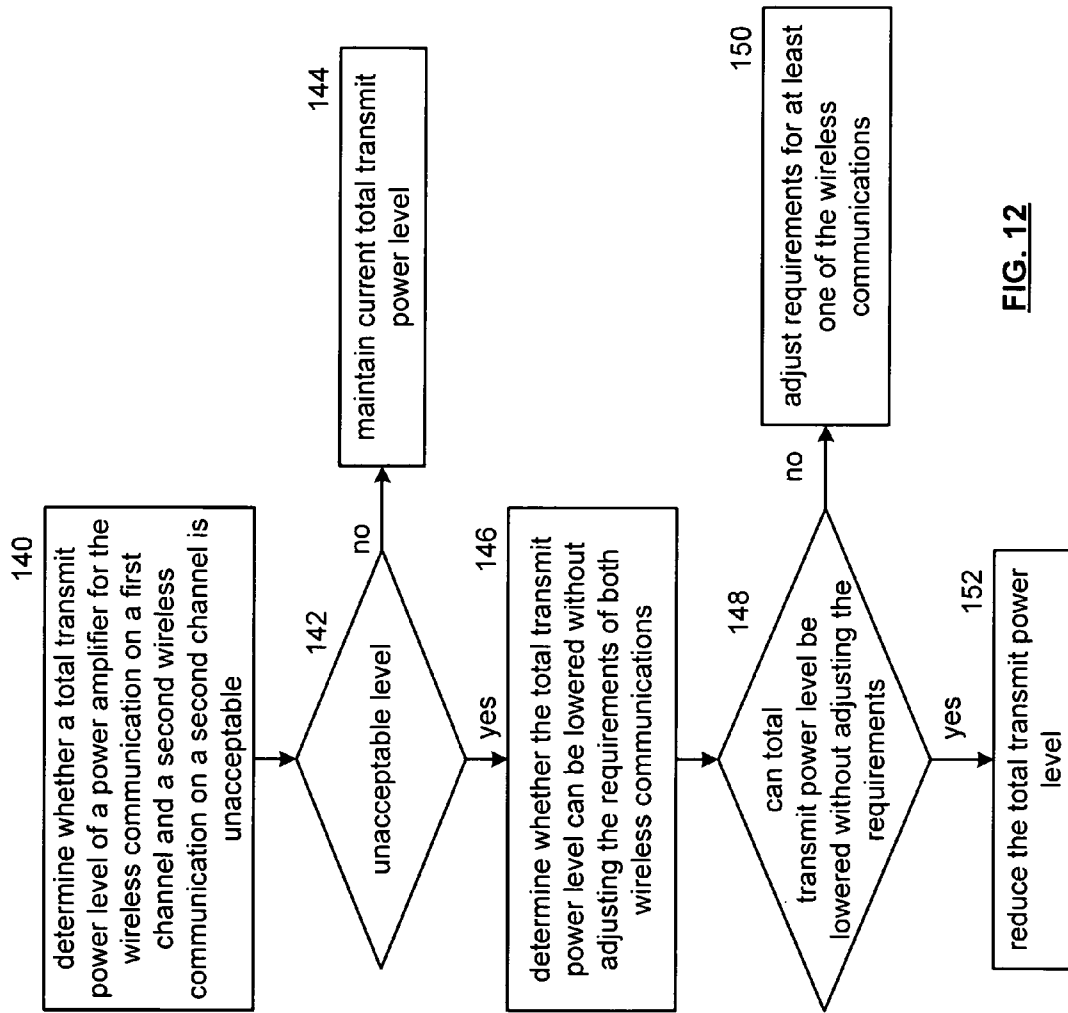 140
determine whether a total transmit
power level of a power amplifier for the
wireless communication on a first
channel and a second wireless
communication on a second channel is
unacceptable
142
unacceptable level
no
144
maintain current total transmit
power level
yes
146
determine whether the total transmit
power level can be lowered without
adjusting the requirements of both
wireless communications
148
can total
transmit power level be
lowered without adjusting the
requirements
no
150
adjust requirements for at least
one of the wireless
communications
yes
152
reduce the total transmit power
level
FIG. 12